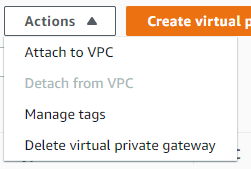 Actions
Create virtual p
Attach to VPC
Detach from VPC
Manage tags
Delete virtual private gateway